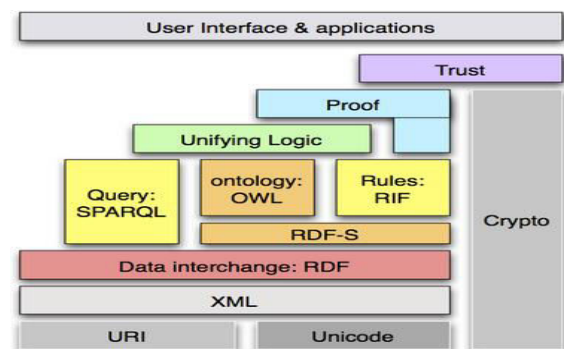 User Interface & applications
Trust
Proof
Unifying Logic
Query:
SPARQL
ontology:
OWL
Rules:
RIF
Crypto
RDF-S
Data interchange: RDF
XML
URI
Unicode